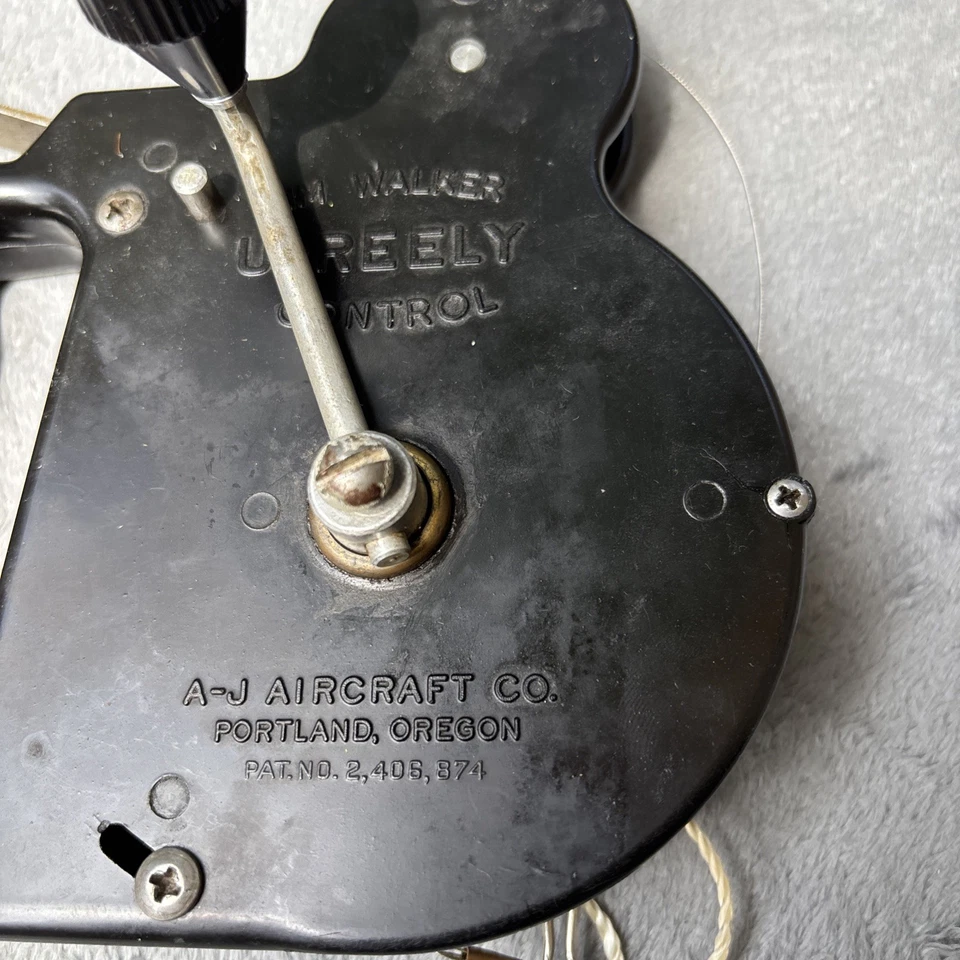 M WALKER
U-REELY
CONTROL
A-J AIRCRAFT CO.
PORTLAND, OREGON
PAT. NO. 2,406,874